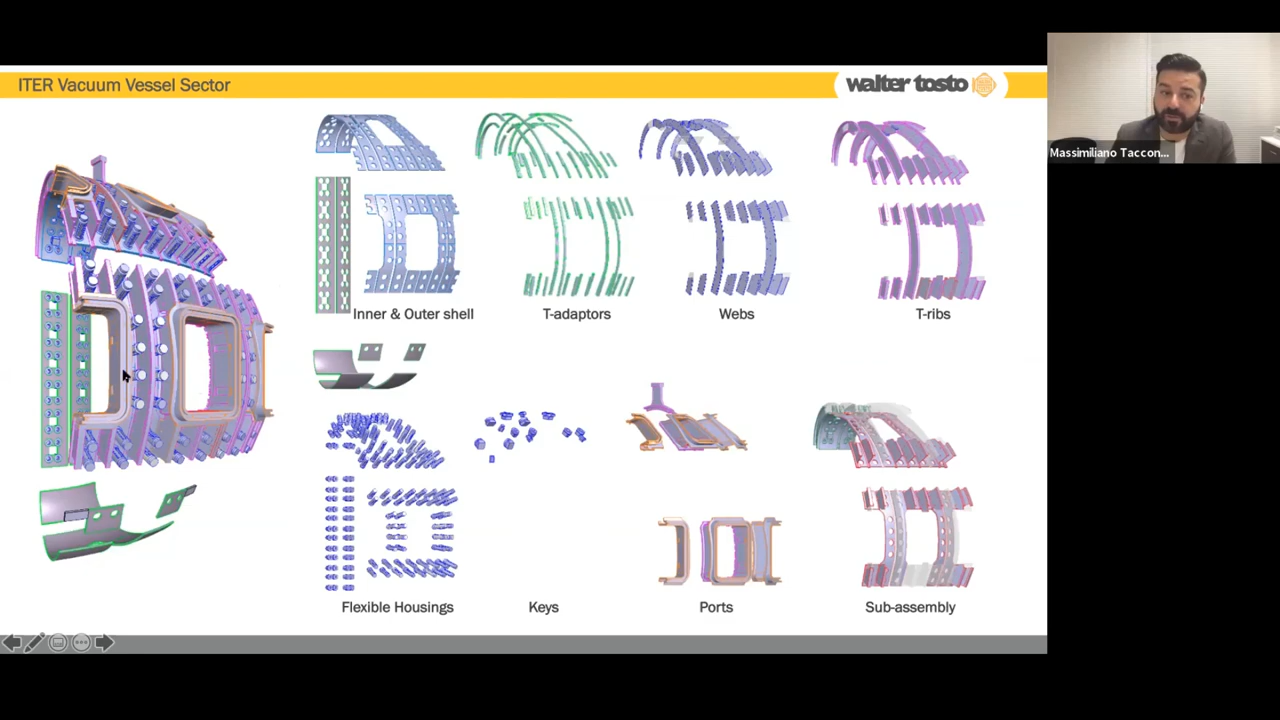 ITER Vacuum Vessel Sector
walter tosto
Massimiliano Taccon...
Inner & Outer shell
T-adaptors
Webs
T-ribs
Flexible Housings
Keys
Ports
Sub-assembly